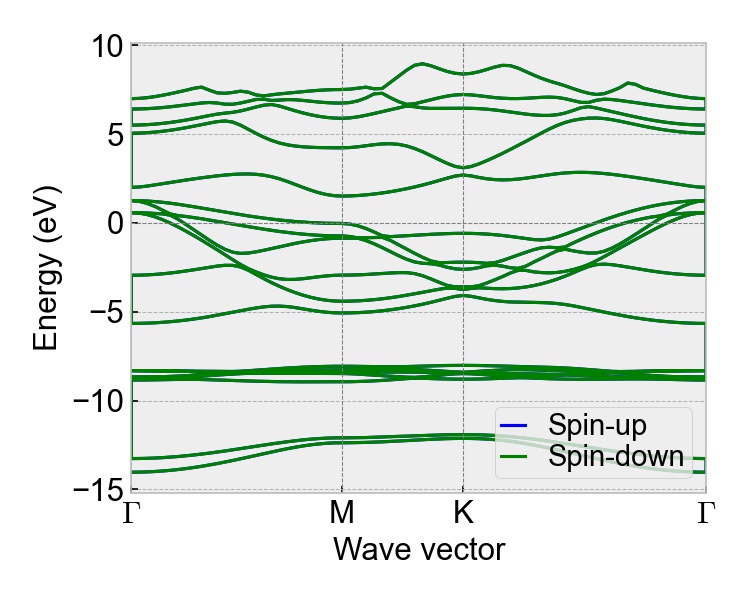 10
5
0
−5
−10
−15
Energy (eV)
Spin-up
Spin-down
Γ M K Γ
Wave vector